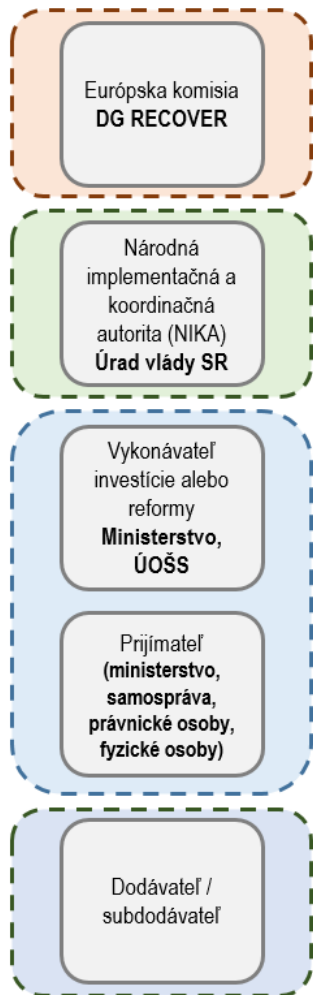 Európska komisia
DG RECOVER
Národná
implementačná a
koordinačná
autorita (NIKA)
Úrad vlády SR
Vykonávateľ
investície alebo
reformy
Ministerstvo,
ÚOŠS
Prijímateľ
(ministerstvo,
samospráva,
právnické osoby,
fyzické osoby)
Dodávateľ /
subdodávateľ